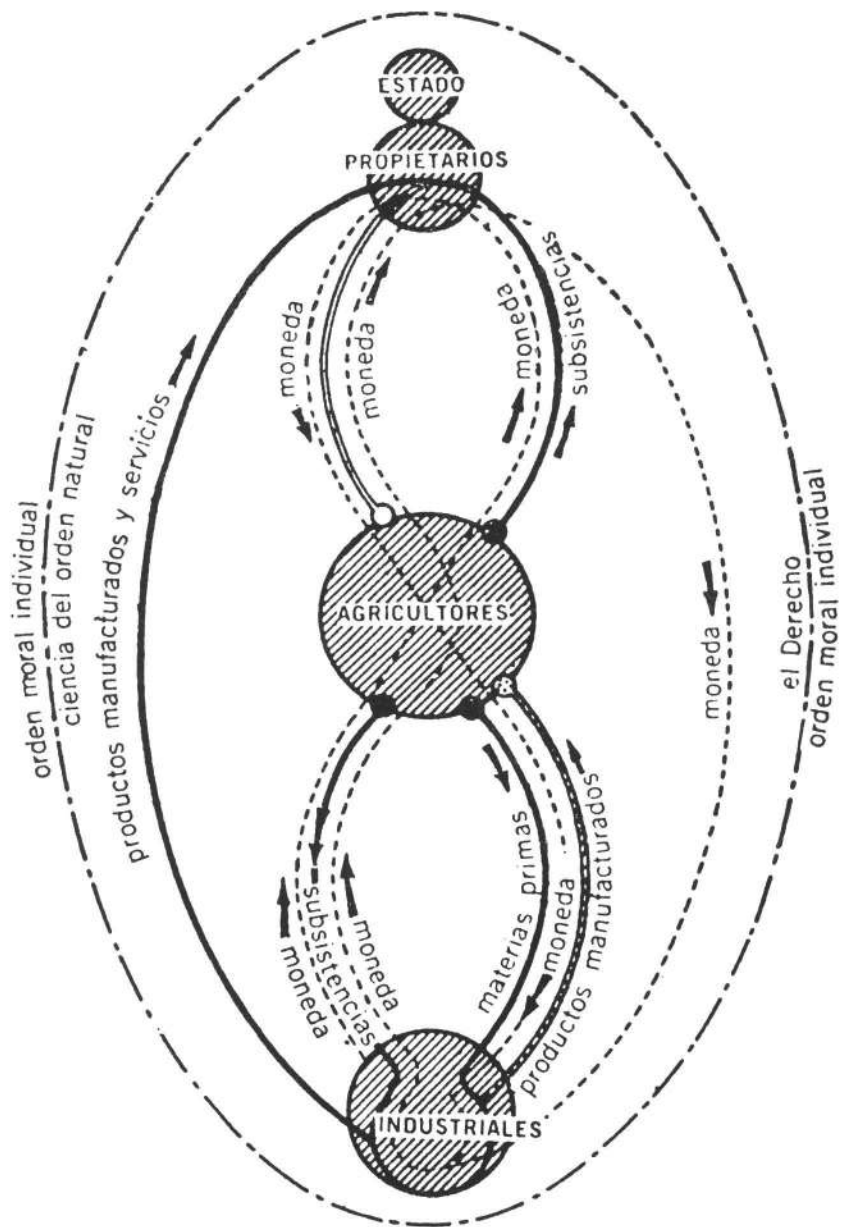 ESTADO
PROPIETARIOS
moneda
moneda
moneda
subsistencias
orden moral individual
ciencia del orden natural
productos manufacturados y servicios
AGRICULTORES
moneda
el Derecho
orden moral individual
moneda
subsistencias
moneda
materias primas
moneda
productos manufacturados
INDUSTRIALES